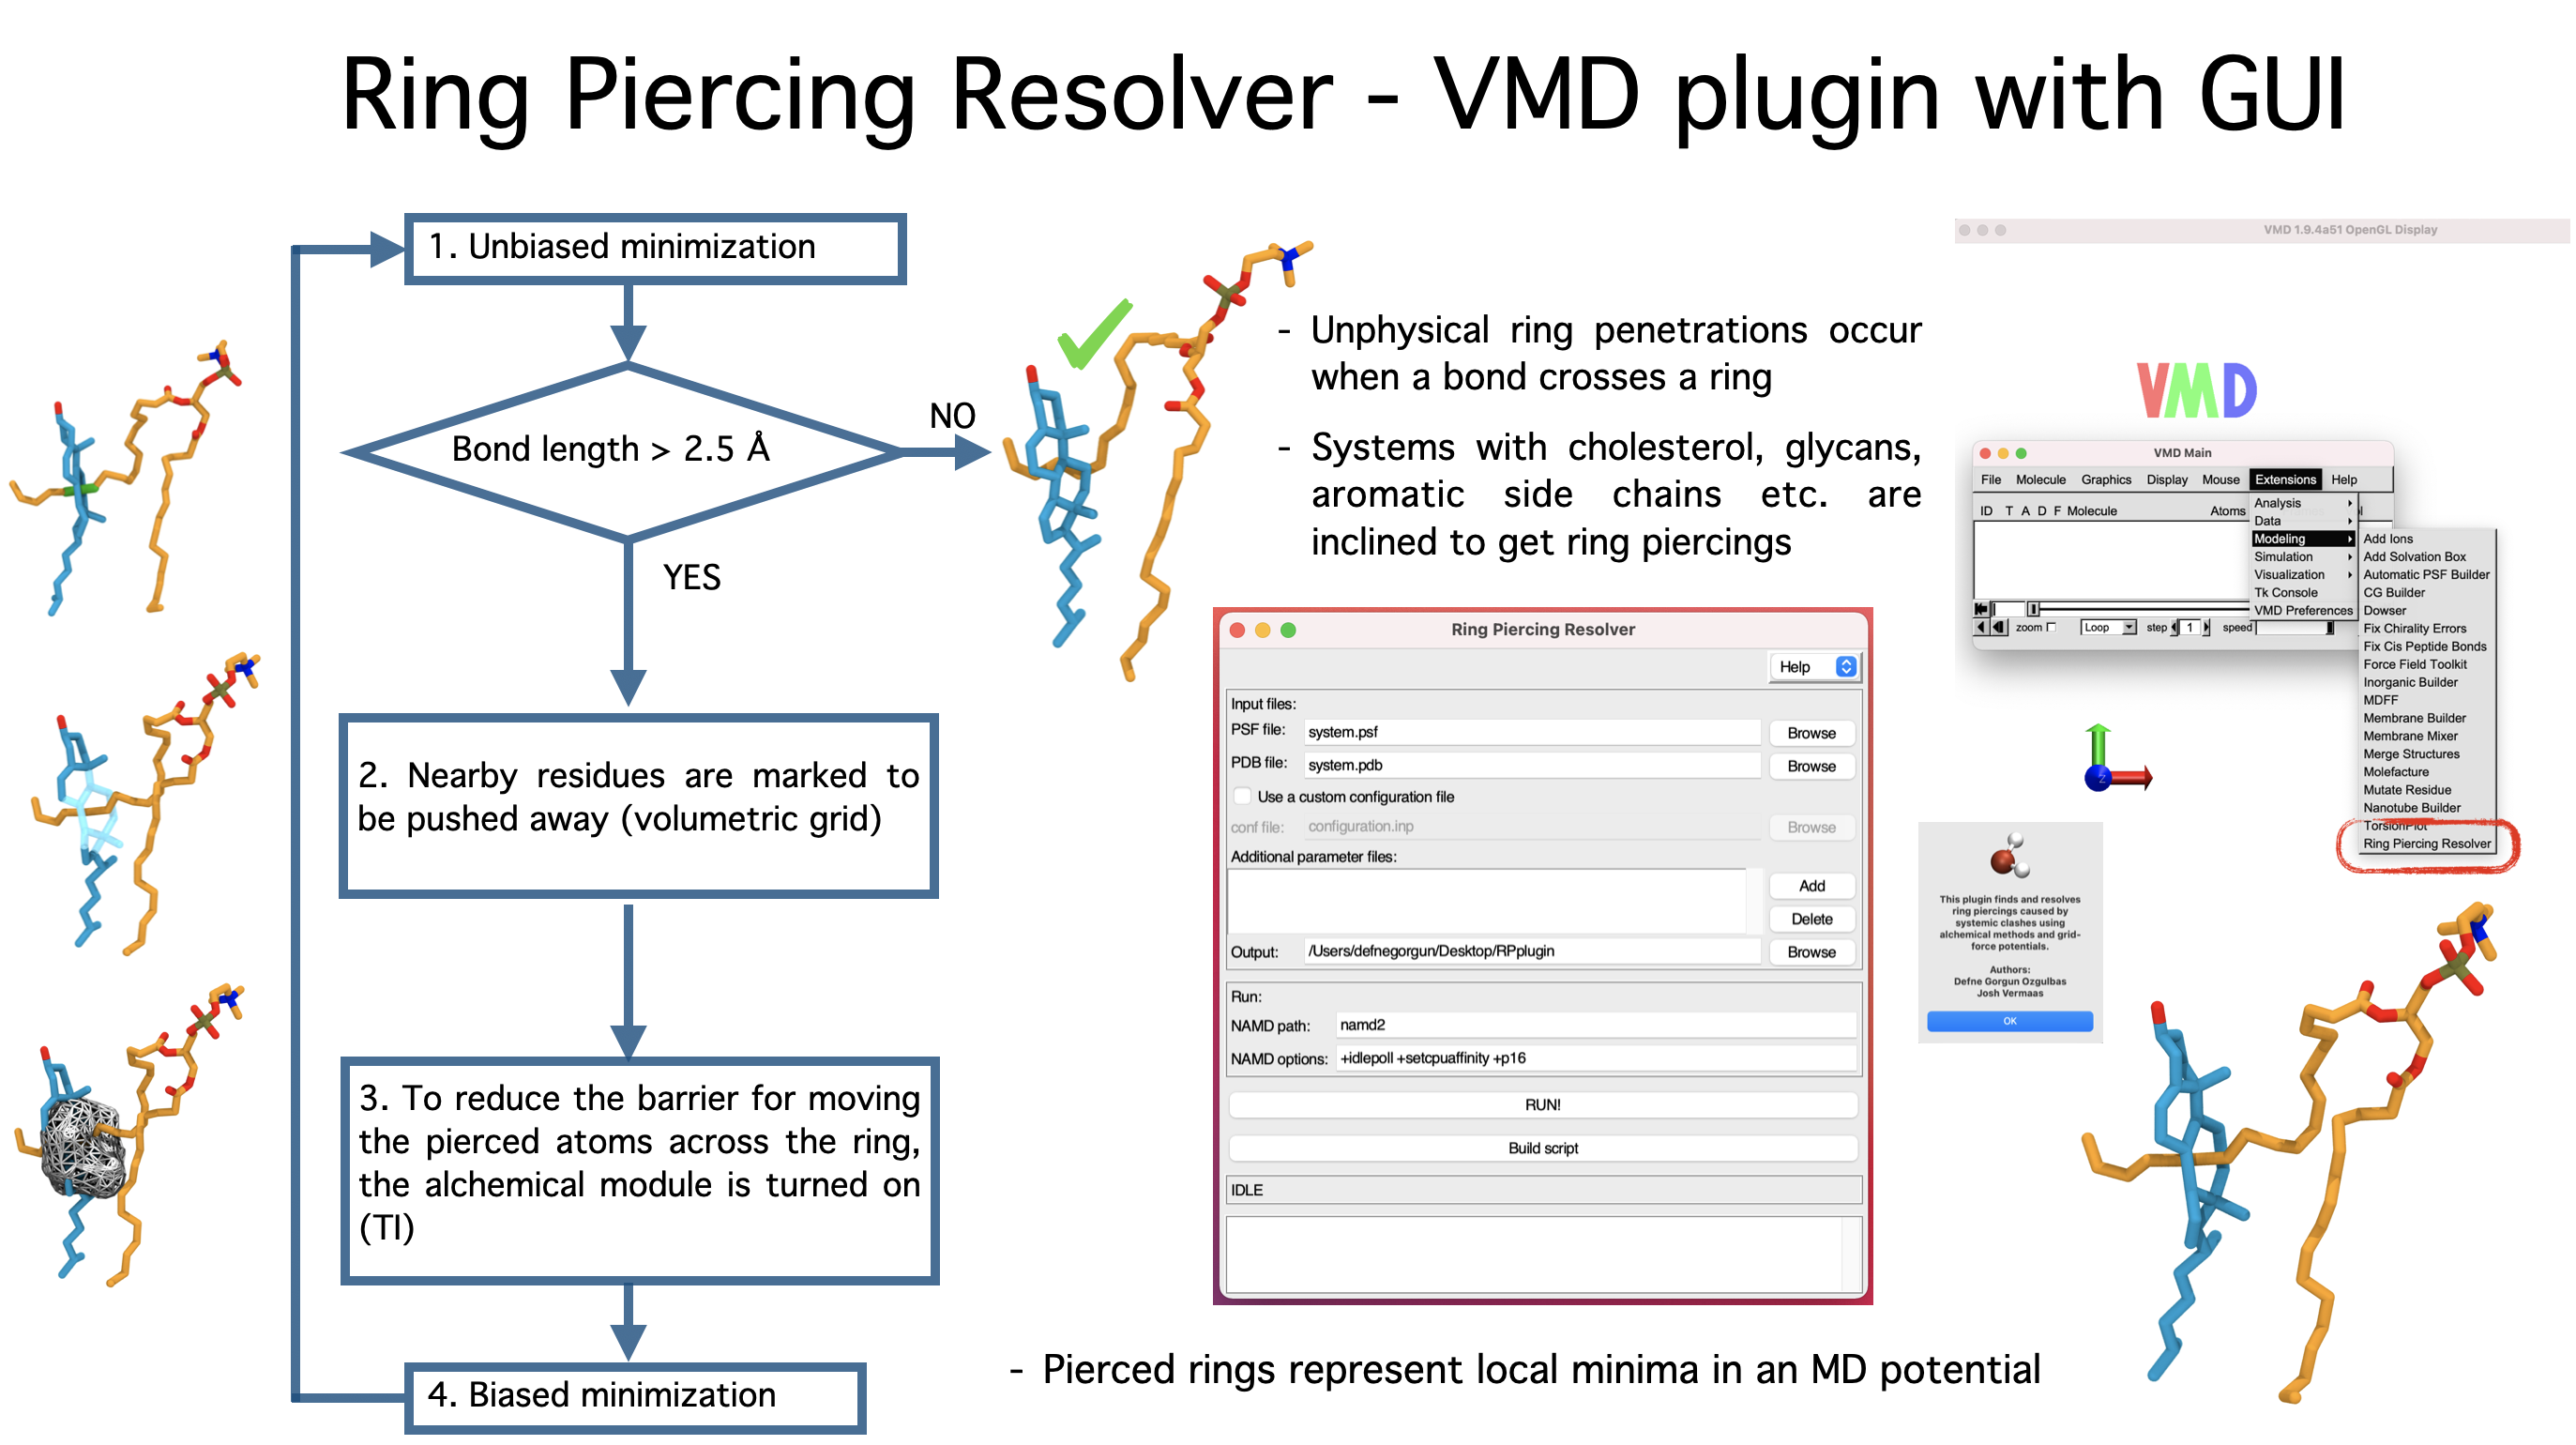 Ring Piercing Resolver - VMD plugin with GUI
1. Unbiased minimization
Bond length > 2.5 Å
NO
YES
2. Nearby residues are marked to
be pushed away (volumetric grid)
3. To reduce the barrier for moving
the pierced atoms across the ring,
the alchemical module is turned on
(TI)
4. Biased minimization
- Unphysical ring penetrations occur
when a bond crosses a ring
- Systems with cholesterol, glycans,
aromatic side chains etc. are
inclined to get ring piercings
Ring Piercing Resolver
Help
Input files:
PSF file: system.psf Browse
PDB file: system.pdb Browse
Use a custom configuration file
conf file: configuration.inp Browse
Additional parameter files:
Add
Delete
Output: /Users/defnegorgun/Desktop/RPplugin Browse
Run:
NAMD path: namd2
NAMD options: +idlepoll +setcpuaffinity +p16
RUN!
Build script
IDLE
- Pierced rings represent local minima in an MD potential
VMD 1.9.4a51 OpenGL Display
VMD
VMD Main
File Molecule Graphics Display Mouse Extensions Help
ID T A D F Molecule Atoms
zoom Loop step 1 speed
Analysis
Data
Modeling
Simulation
Visualization
Tk Console
VMD Preferences
Add Ions
Add Solvation Box
Automatic PSF Builder
CG Builder
Dowser
Fix Chirality Errors
Fix Cis Peptide Bonds
Force Field Toolkit
Inorganic Builder
MDFF
Membrane Builder
Membrane Mixer
Merge Structures
Molefacture
Mutate Residue
Nanotube Builder
TorsionPlot
Ring Piercing Resolver
Z
This plugin finds and resolves
ring piercings caused by
systemic clashes using
alchemical methods and grid-
force potentials.
Authors:
Defne Gorgun Ozgulbas
Josh Vermaas
OK